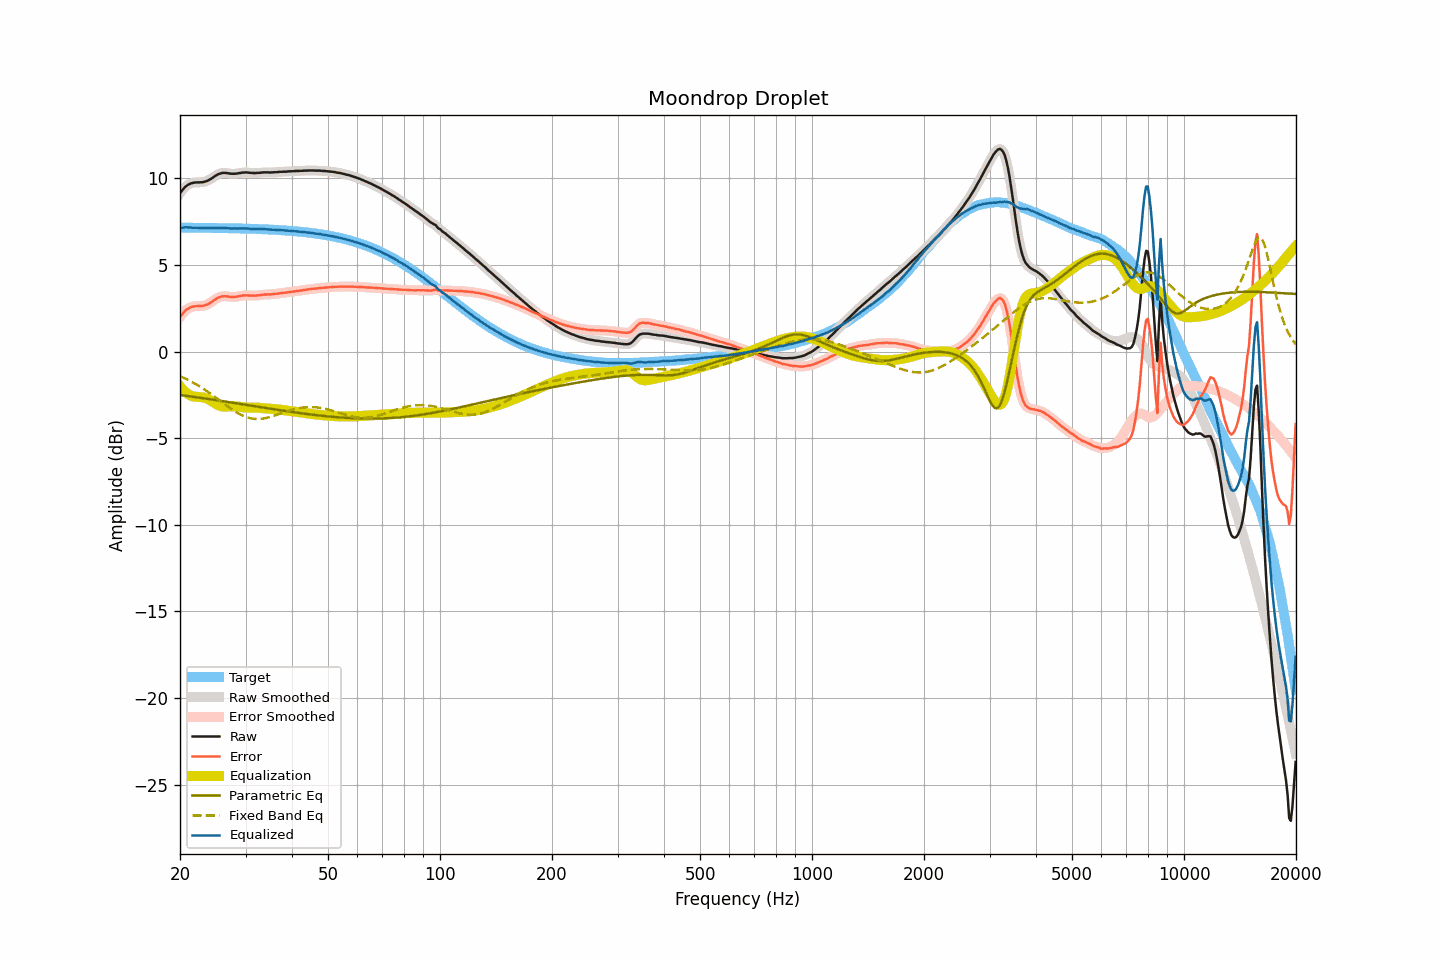 Moondrop Droplet
Amplitude (dBr)
10
5
0
−5
−10
−15
−20
−25
Target
Raw Smoothed
Error Smoothed
Raw
Error
Equalization
Parametric Eq
Fixed Band Eq
Equalized
20 50 100 200 500 1000 2000 5000 10000 20000
Frequency (Hz)